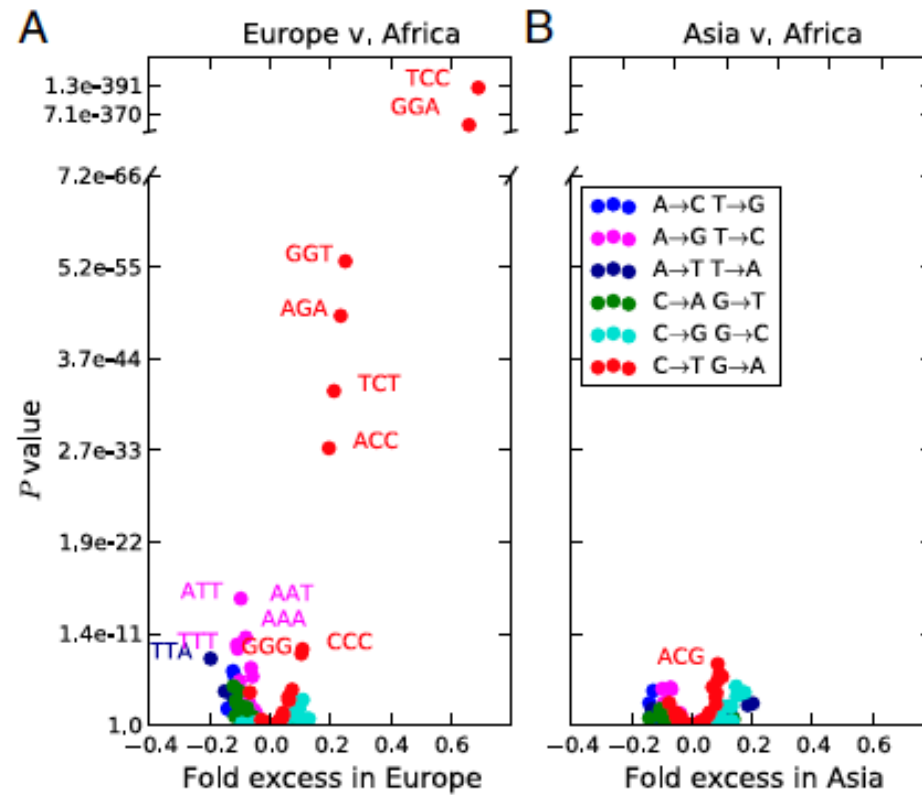 A
Europe v. Africa
1.3e-391
7.1e-370
7.2e-66
5.2e-55
3.7e-44
2.7e-33
1.9e-22
1.4e-11
1.0
P value
TCC
GGA
GGT
AGA
TCT
ACC
ATT
AAT
AAA
TTT
GGG
CCC
TTA
−0.4 −0.2 0.0 0.2 0.4 0.6
Fold excess in Europe
B
Asia v. Africa
A→C T→G
A→G T→C
A→T T→A
C→A G→T
C→G G→C
C→T G→A
ACG
−0.4 −0.2 0.0 0.2 0.4 0.6
Fold excess in Asia